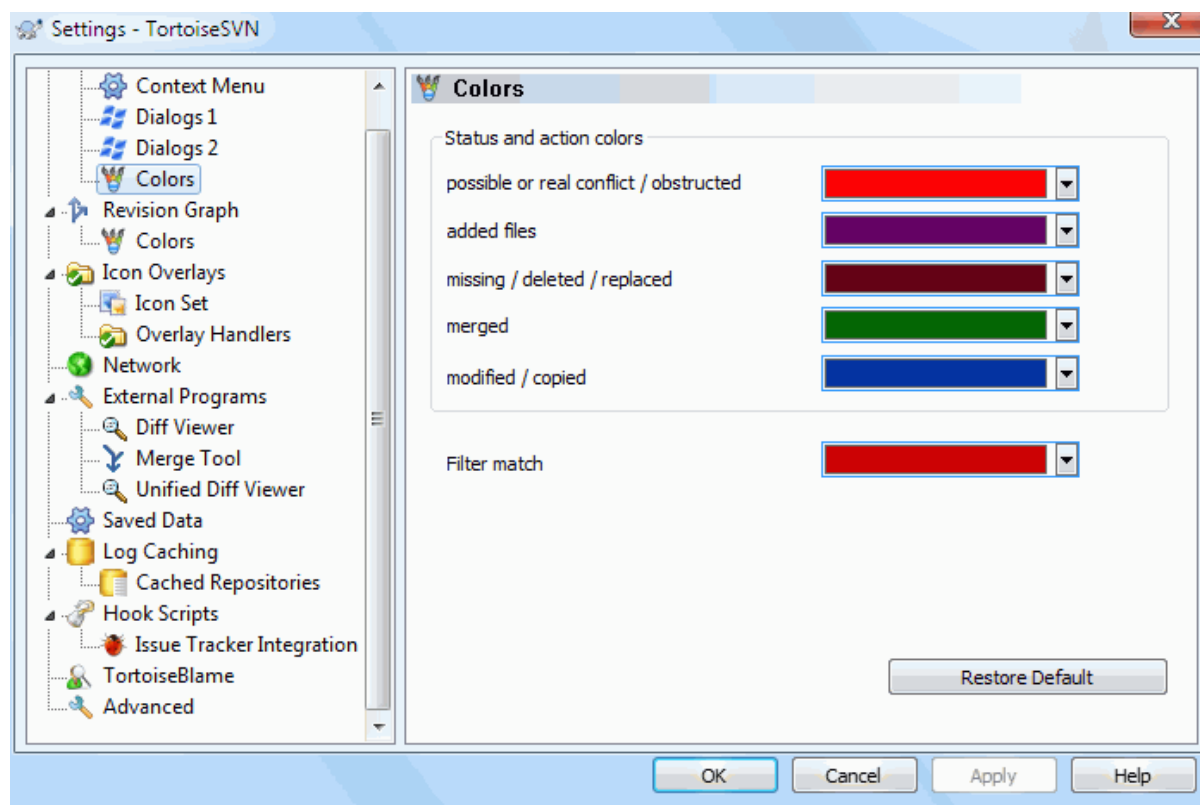 Settings - TortoiseSVN
Context Menu
Dialogs 1
Dialogs 2
Colors
Revision Graph
Colors
Icon Overlays
Icon Set
Overlay Handlers
Network
External Programs
Diff Viewer
Merge Tool
Unified Diff Viewer
Saved Data
Log Caching
Cached Repositories
Hook Scripts
Issue Tracker Integration
TortoiseBlame
Advanced
Colors
Status and action colors
possible or real conflict / obstructed
added files
missing / deleted / replaced
merged
modified / copied
Filter match
Restore Default
OK
Cancel
Apply
Help